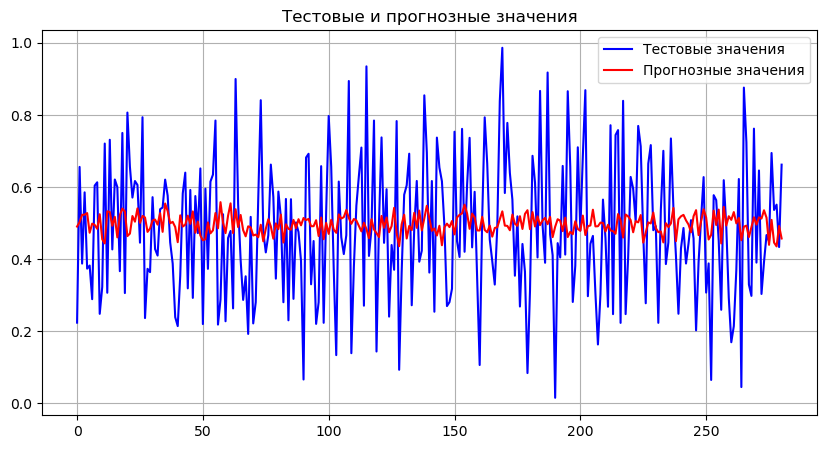 Тестовые и прогнозные значения
Тестовые значения
Прогнозные значения
1.0
0.8
0.6
0.4
0.2
0.0
0 50 100 150 200 250